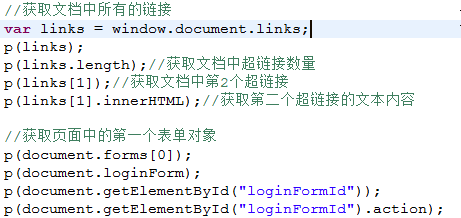 //获取文档中所有的链接
var links = window.document.links;
p(links);
p(links.length);//获取文档中超链接数量
p(links[1]);//获取文档中第2个超链接
p(links[1].innerHTML);//获取第二个超链接的文本内容
//获取页面中的第一个表单对象
p(document.forms[0]);
p(document.loginForm);
p(document.getElementById("loginFormId"));
p(document.getElementById("loginFormId").action);